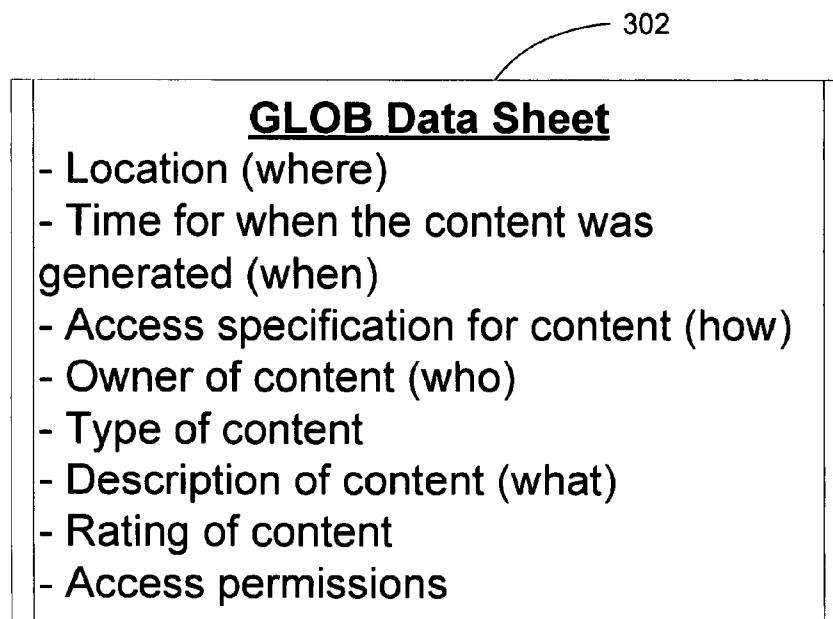 302
GLOB Data Sheet
- Location (where)
- Time for when the content was
generated (when)
- Access specification for content (how)
- Owner of content (who)
- Type of content
- Description of content (what)
- Rating of content
- Access permissions